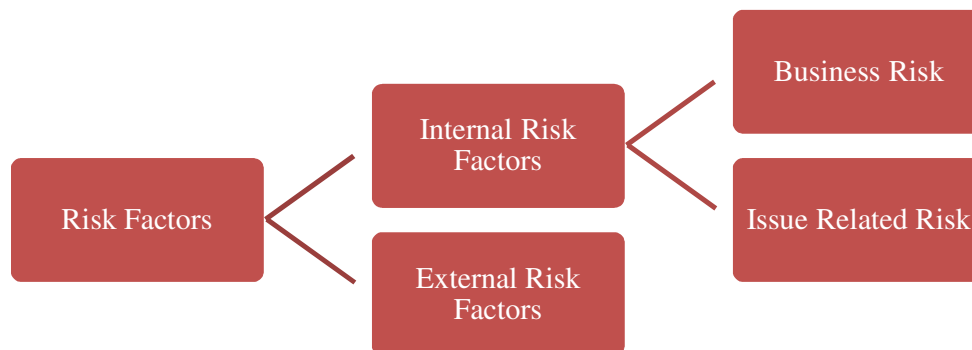 Risk Factors
Internal Risk
Factors
External Risk
Factors
Business Risk
Issue Related Risk